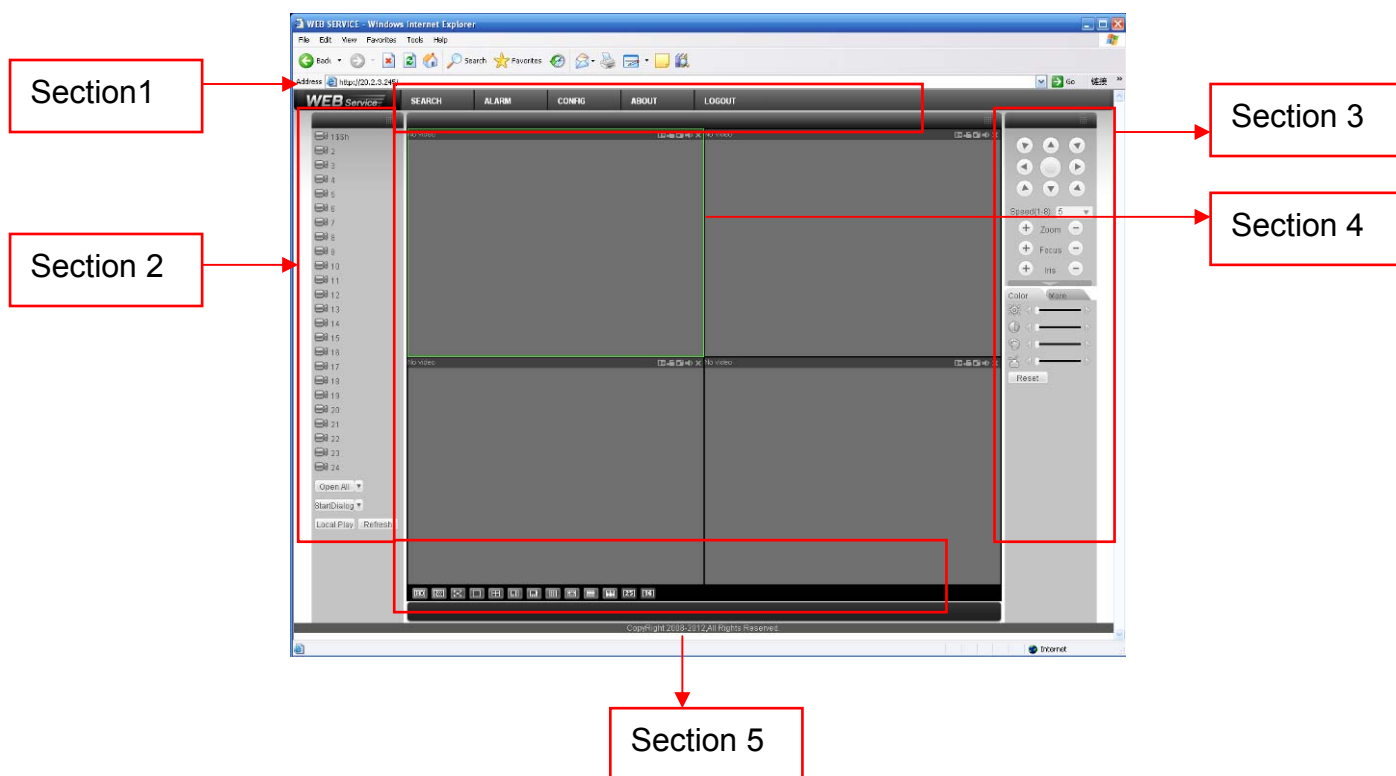 WEB SERVICE - Windows Internet Explorer
File Edit View Favorites Tools Help
Back Search Favorites
Address http://20.2.3.245/ Go 链接 »
Section1
WEB Service
SEARCH ALARM CONFIG ABOUT LOGOUT
Section 3
No video
No video
2
3
4
5
6
7
8
9
10
11
12
13
14
15
16
17
18
19
20
21
22
23
24
Open All
StartDialog
Local Play Refresh
Section 2
Speed(1-8) 5
Zoom
Focus
Iris
Section 4
Color More
Reset
No video
No video
CopyRight 2008-2012,All Rights Reserved.
Internet
Section 5